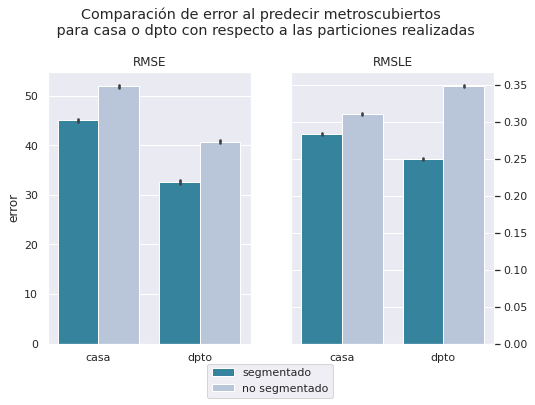 Comparación de error al predecir metroscubiertos
para casa o dpto con respecto a las particiones realizadas
RMSE
RMSLE
error
50
40
30
20
10
0
casa
dpto
0.35
0.30
0.25
0.20
0.15
0.10
0.05
0.00
casa
dpto
segmentado
no segmentado